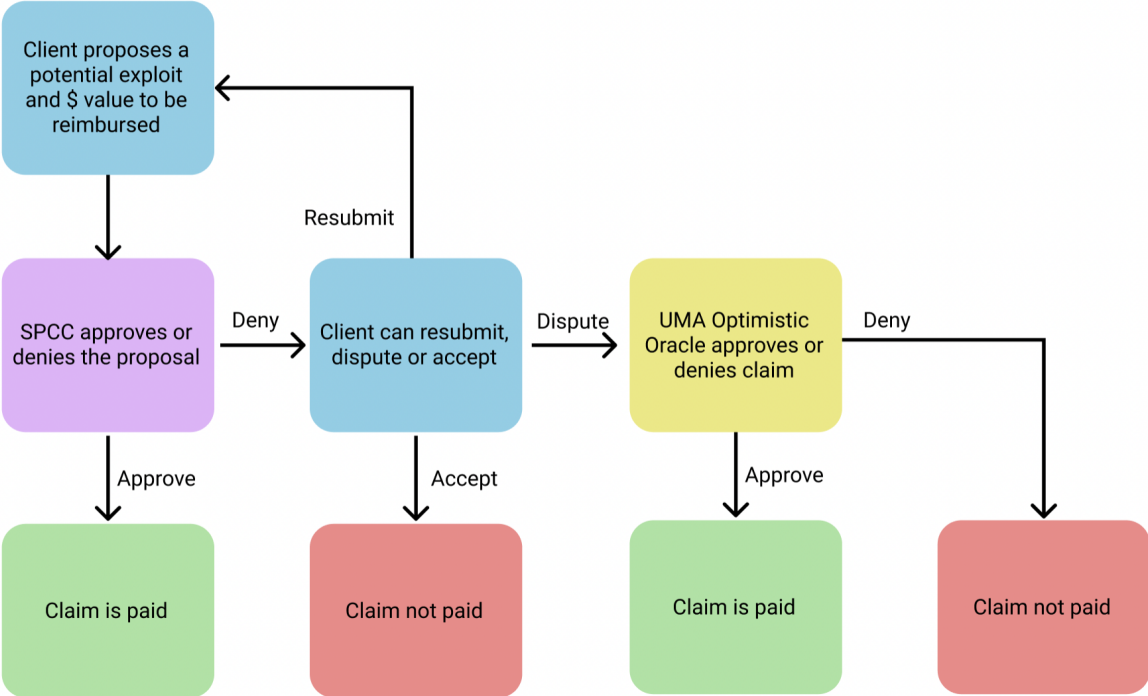 Client proposes a
potential exploit
and $ value to be
reimbursed
Resubmit
SPCC approves or
denies the proposal
Deny
Client can resubmit,
dispute or accept
Dispute
UMA Optimistic
Oracle approves or
denies claim
Deny
Approve
Accept
Approve
Claim is paid
Claim not paid
Claim is paid
Claim not paid